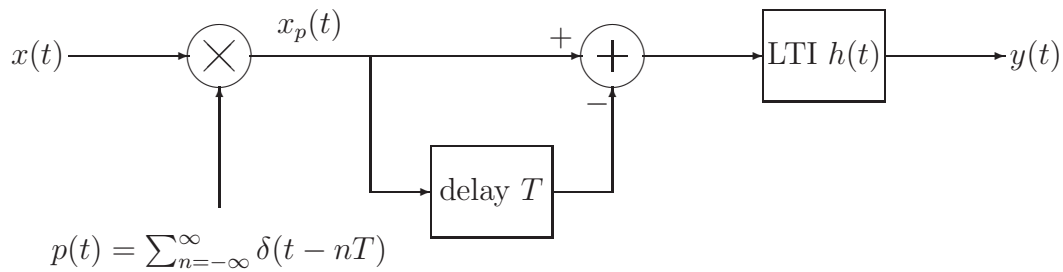 x_p(t)
x(t)
+
LTI h(t)
y(t)
−
delay T
p(t) = ∑_{n=−∞}^{∞} δ(t − nT)